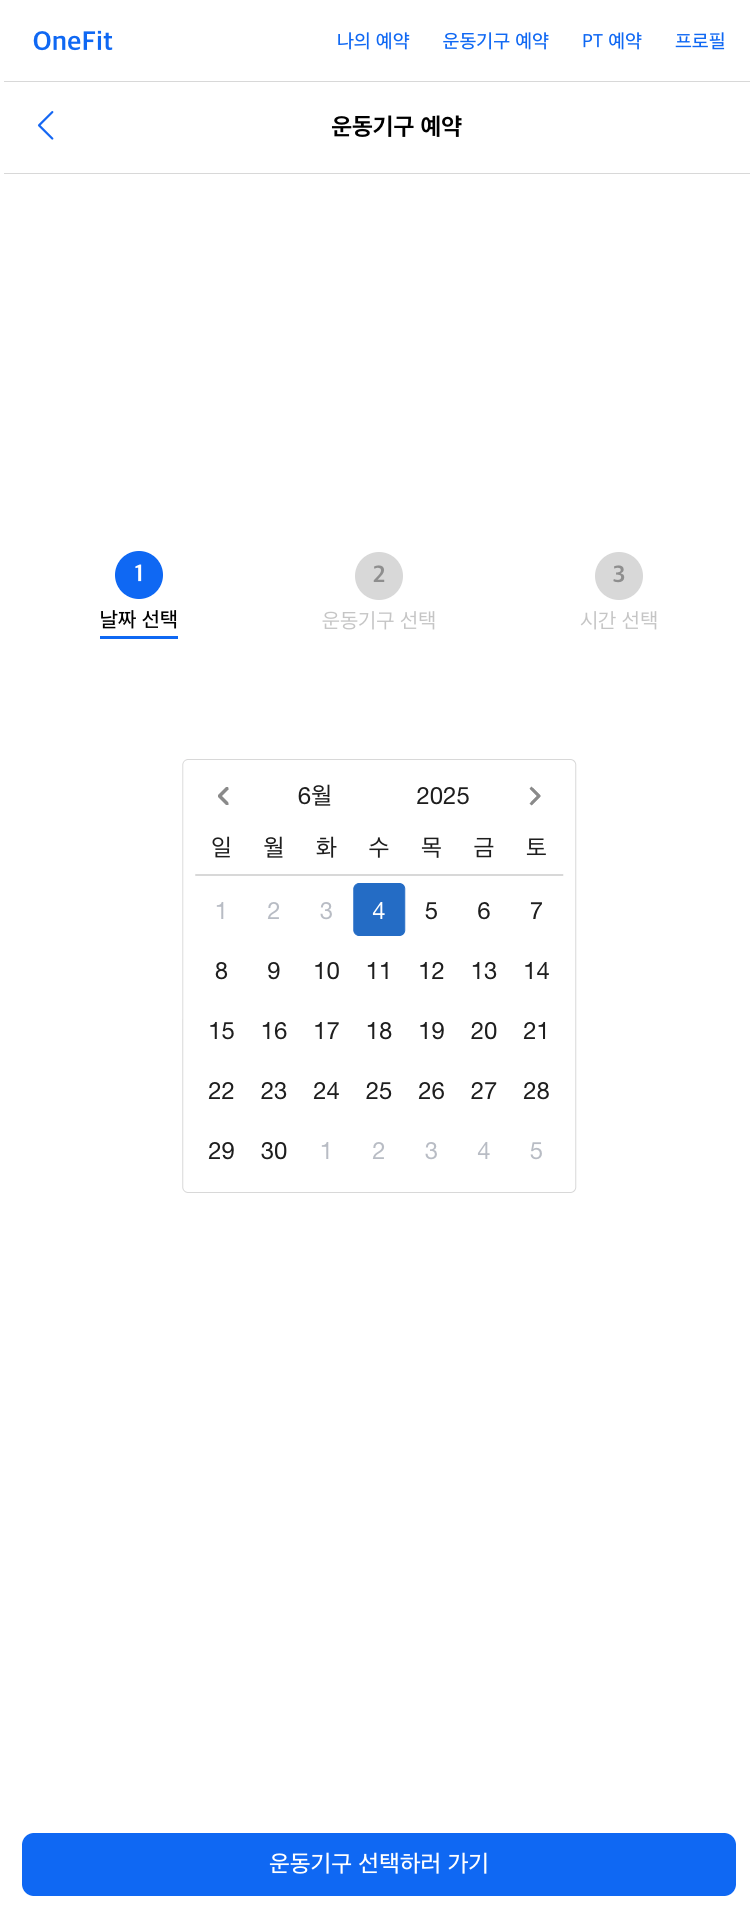 OneFit 나의 예약 운동기구 예약 PT 예약 프로필
운동기구 예약
1 2 3
날짜 선택 운동기구 선택 시간 선택
6월 2025
일 월 화 수 목 금 토
1 2 3 4 5 6 7
8 9 10 11 12 13 14
15 16 17 18 19 20 21
22 23 24 25 26 27 28
29 30 1 2 3 4 5
운동기구 선택하러 가기